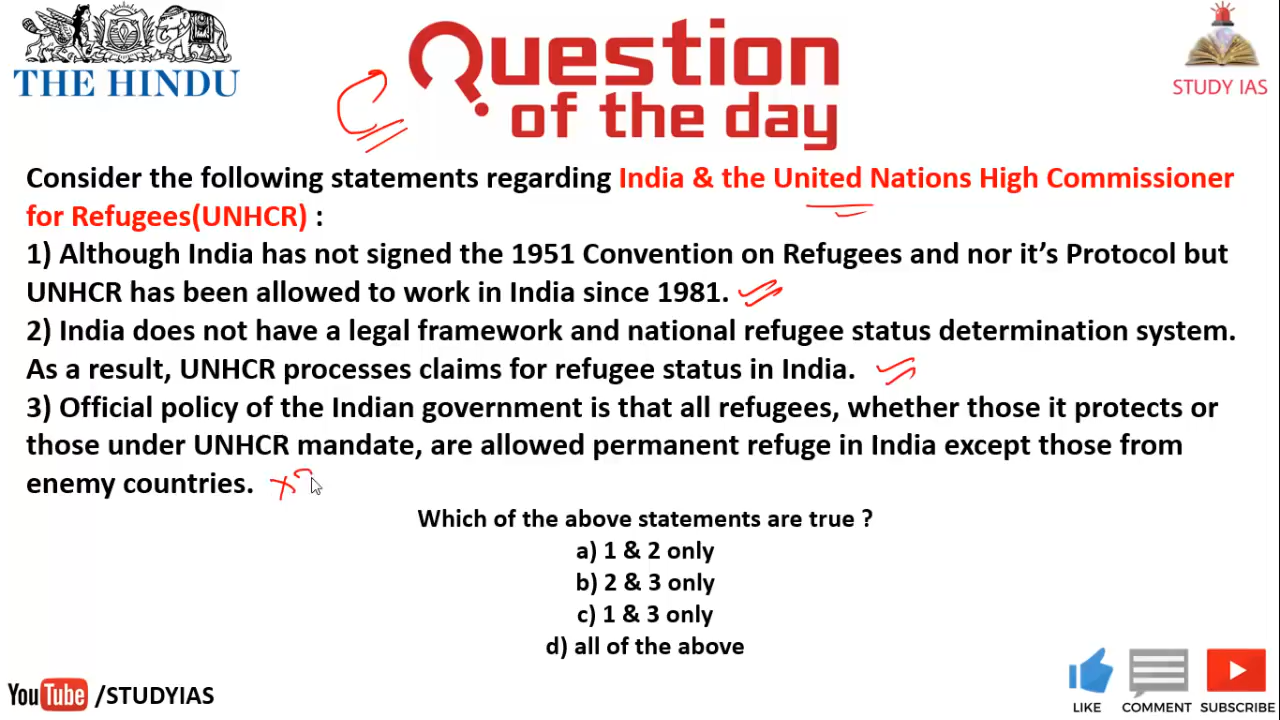 THE HINDU
Question
of the day
STUDY IAS
Consider the following statements regarding India & the United Nations High Commissioner
for Refugees(UNHCR) :
1) Although India has not signed the 1951 Convention on Refugees and nor it’s Protocol but
UNHCR has been allowed to work in India since 1981.
2) India does not have a legal framework and national refugee status determination system.
As a result, UNHCR processes claims for refugee status in India.
3) Official policy of the Indian government is that all refugees, whether those it protects or
those under UNHCR mandate, are allowed permanent refuge in India except those from
enemy countries.
Which of the above statements are true ?
a) 1 & 2 only
b) 2 & 3 only
c) 1 & 3 only
d) all of the above
YouTube /STUDYIAS
LIKE COMMENT SUBSCRIBE